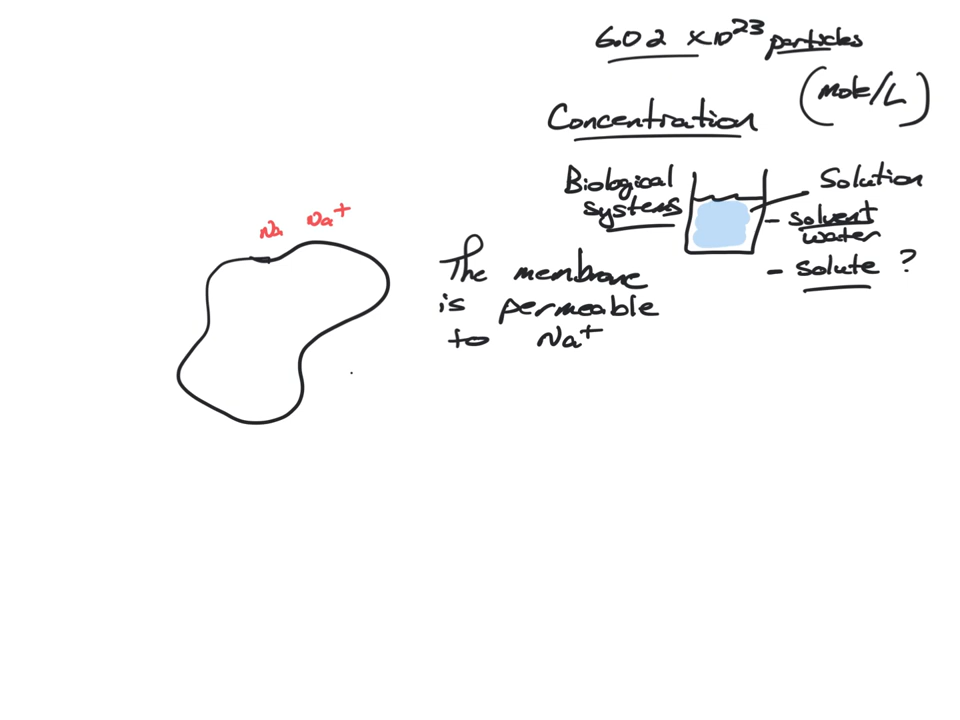 6.02 x10^23 particles
(mole/L)
Concentration
Biological
systems
Solution
- solvent
water
- solute ?
Na Na+
The membrane
is permeable
to Na+